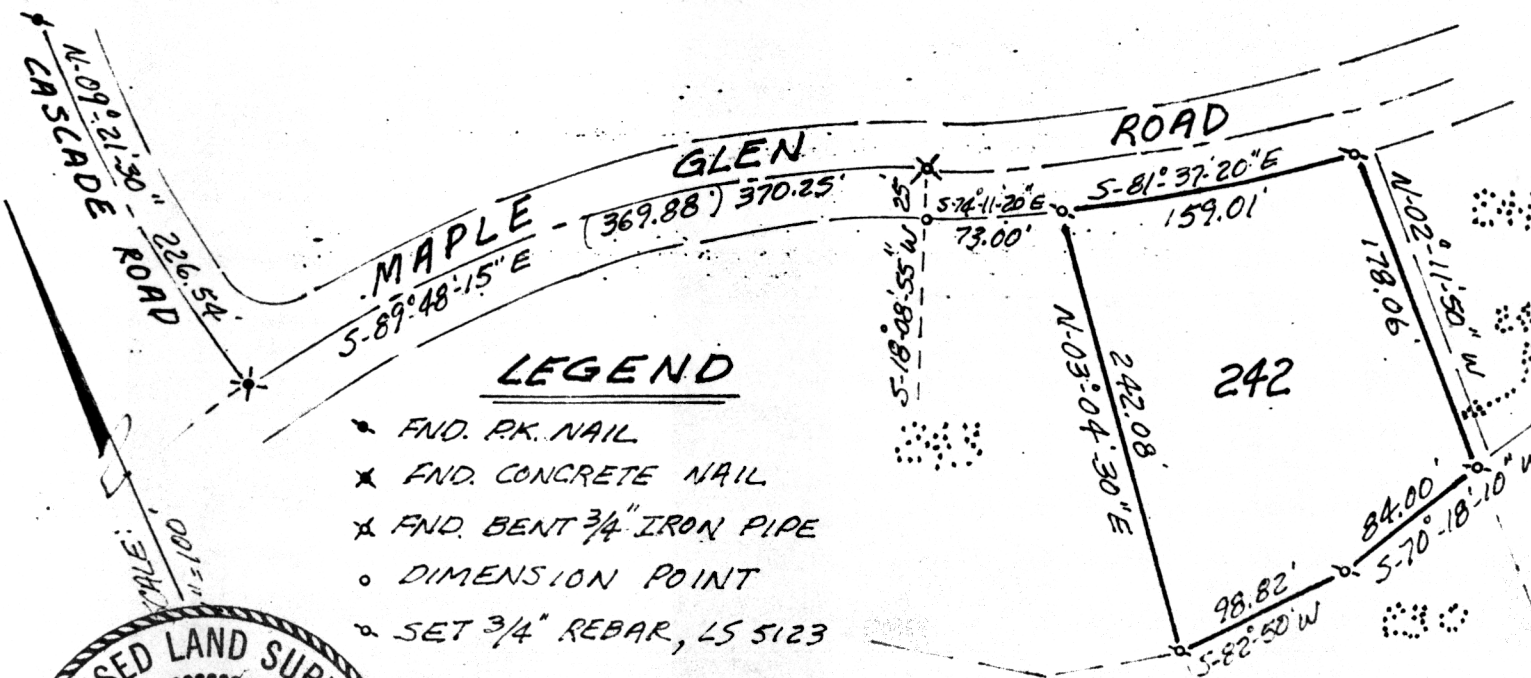 N-09°-21'-30" 226.54'
CASCADE ROAD
MAPLE GLEN ROAD
(369.88') 370.25'
S-89°-48'-15" E
25'
S-18°-08'-55" W
S-74°-11'-20" E
73.00'
S-81°-37'-20" E
159.01'
N-02°-11'-50" W
178.06'
N-03°-04'-30" E
242.08'
242
243
84.00'
S-70°-18'-10" W
98.82'
S-82°-50' W
LEGEND
FND. P.K. NAIL
FND. CONCRETE NAIL
FND. BENT 3/4" IRON PIPE
DIMENSION POINT
SET 3/4" REBAR, LS 5123
SCALE: 1"=100'
LAND